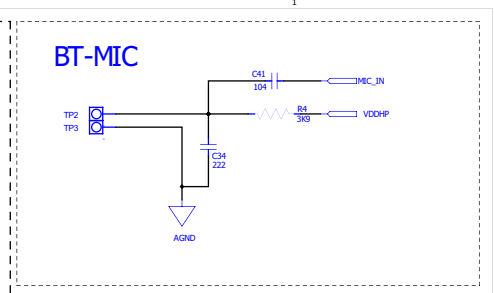 1
BT-MIC
C41
104
MIC_IN
TP2
R4
3K9
VDDHP
TP3
C34
222
AGND